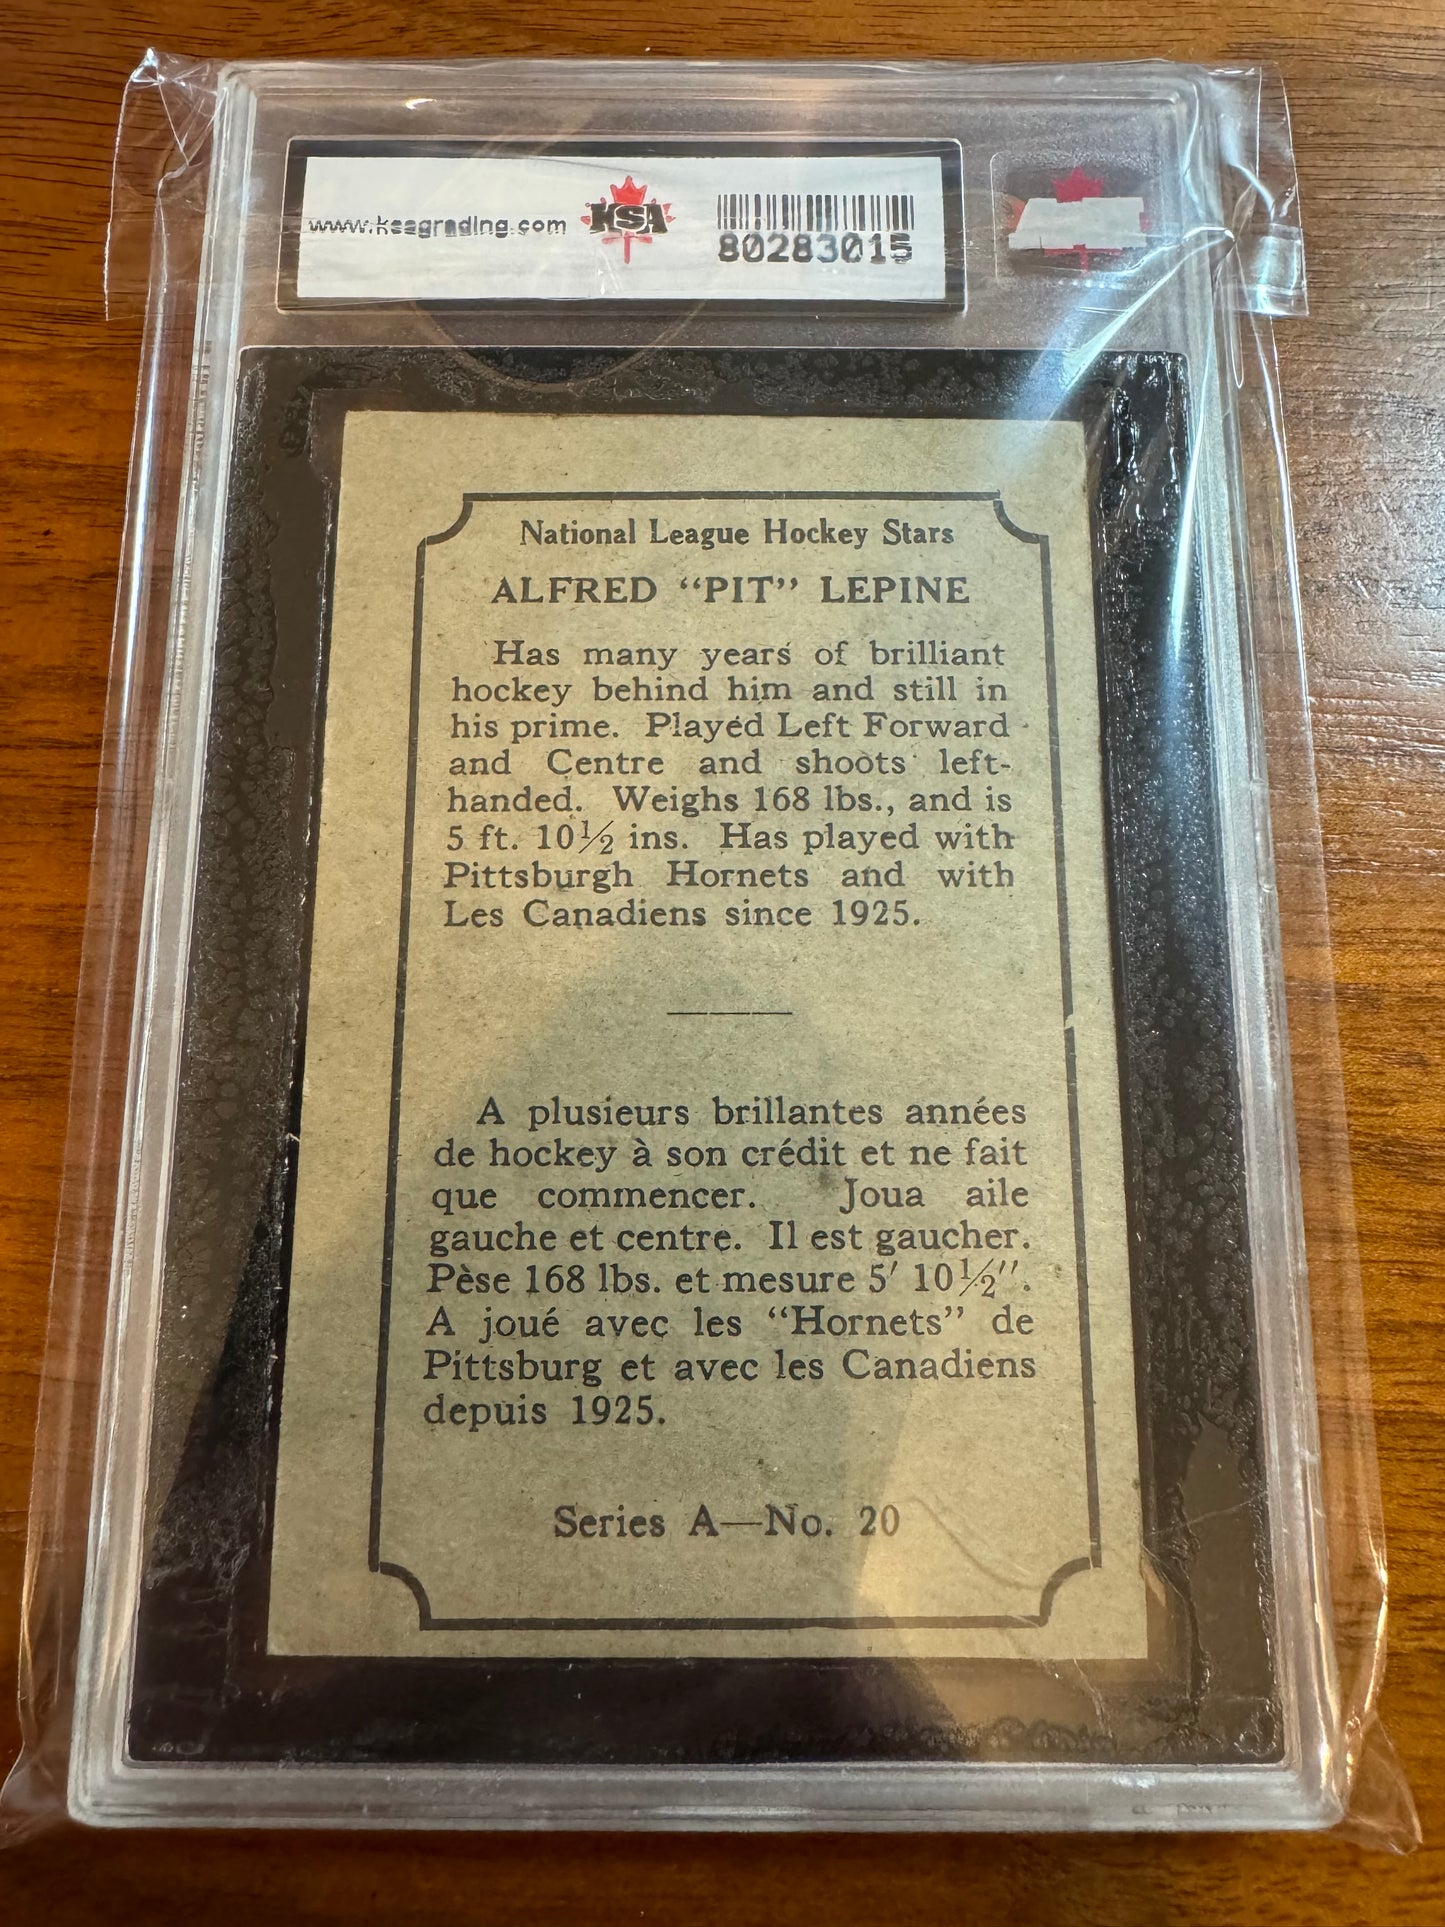 www.ksagrading.com
KSA
80283015
National League Hockey Stars
ALFRED “PIT” LEPINE
Has many years of brilliant
hockey behind him and still in
his prime. Played Left Forward
and Centre and shoots left-
handed. Weighs 168 lbs., and is
5 ft. 10½ ins. Has played with
Pittsburgh Hornets and with
Les Canadiens since 1925.
A plusieurs brillantes années
de hockey à son crédit et ne fait
que commencer. Joua aile
gauche et centre. Il est gaucher.
Pèse 168 lbs. et mesure 5′ 10½″.
A joué avec les “Hornets” de
Pittsburg et avec les Canadiens
depuis 1925.
Series A—No. 20